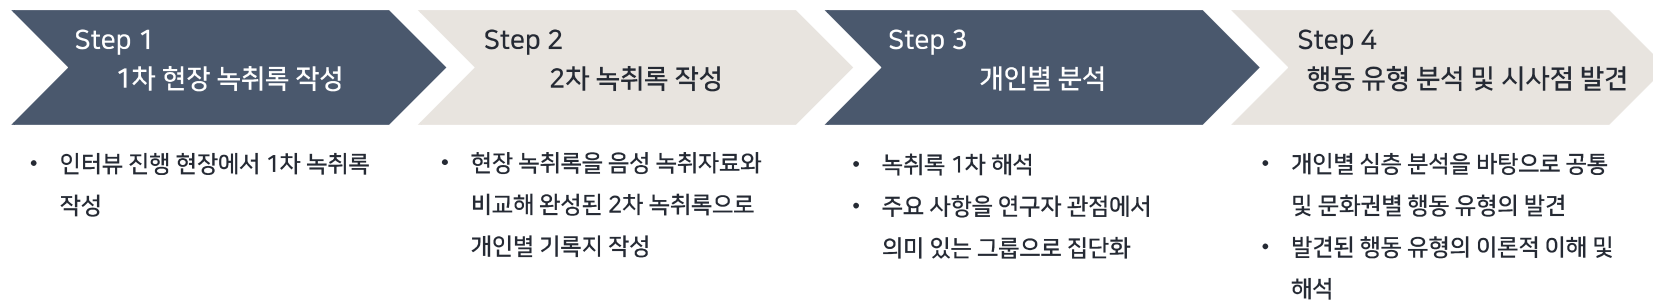 Step 1
1차 현장 녹취록 작성
• 인터뷰 진행 현장에서 1차 녹취록
작성
Step 2
2차 녹취록 작성
• 현장 녹취록을 음성 녹취자료와
비교해 완성된 2차 녹취록으로
개인별 기록지 작성
Step 3
개인별 분석
• 녹취록 1차 해석
• 주요 사항을 연구자 관점에서
의미 있는 그룹으로 집단화
Step 4
행동 유형 분석 및 시사점 발견
• 개인별 심층 분석을 바탕으로 공통
및 문화권별 행동 유형의 발견
• 발견된 행동 유형의 이론적 이해 및
해석